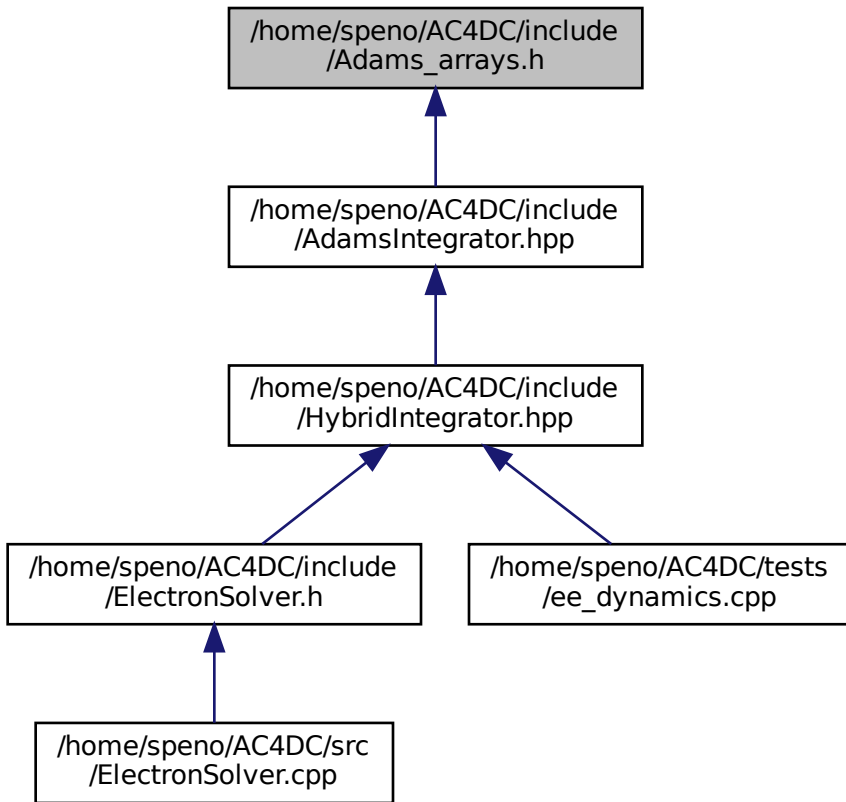 /home/speno/AC4DC/include
/Adams_arrays.h
/home/speno/AC4DC/include
/AdamsIntegrator.hpp
/home/speno/AC4DC/include
/HybridIntegrator.hpp
/home/speno/AC4DC/include
/ElectronSolver.h
/home/speno/AC4DC/tests
/ee_dynamics.cpp
/home/speno/AC4DC/src
/ElectronSolver.cpp